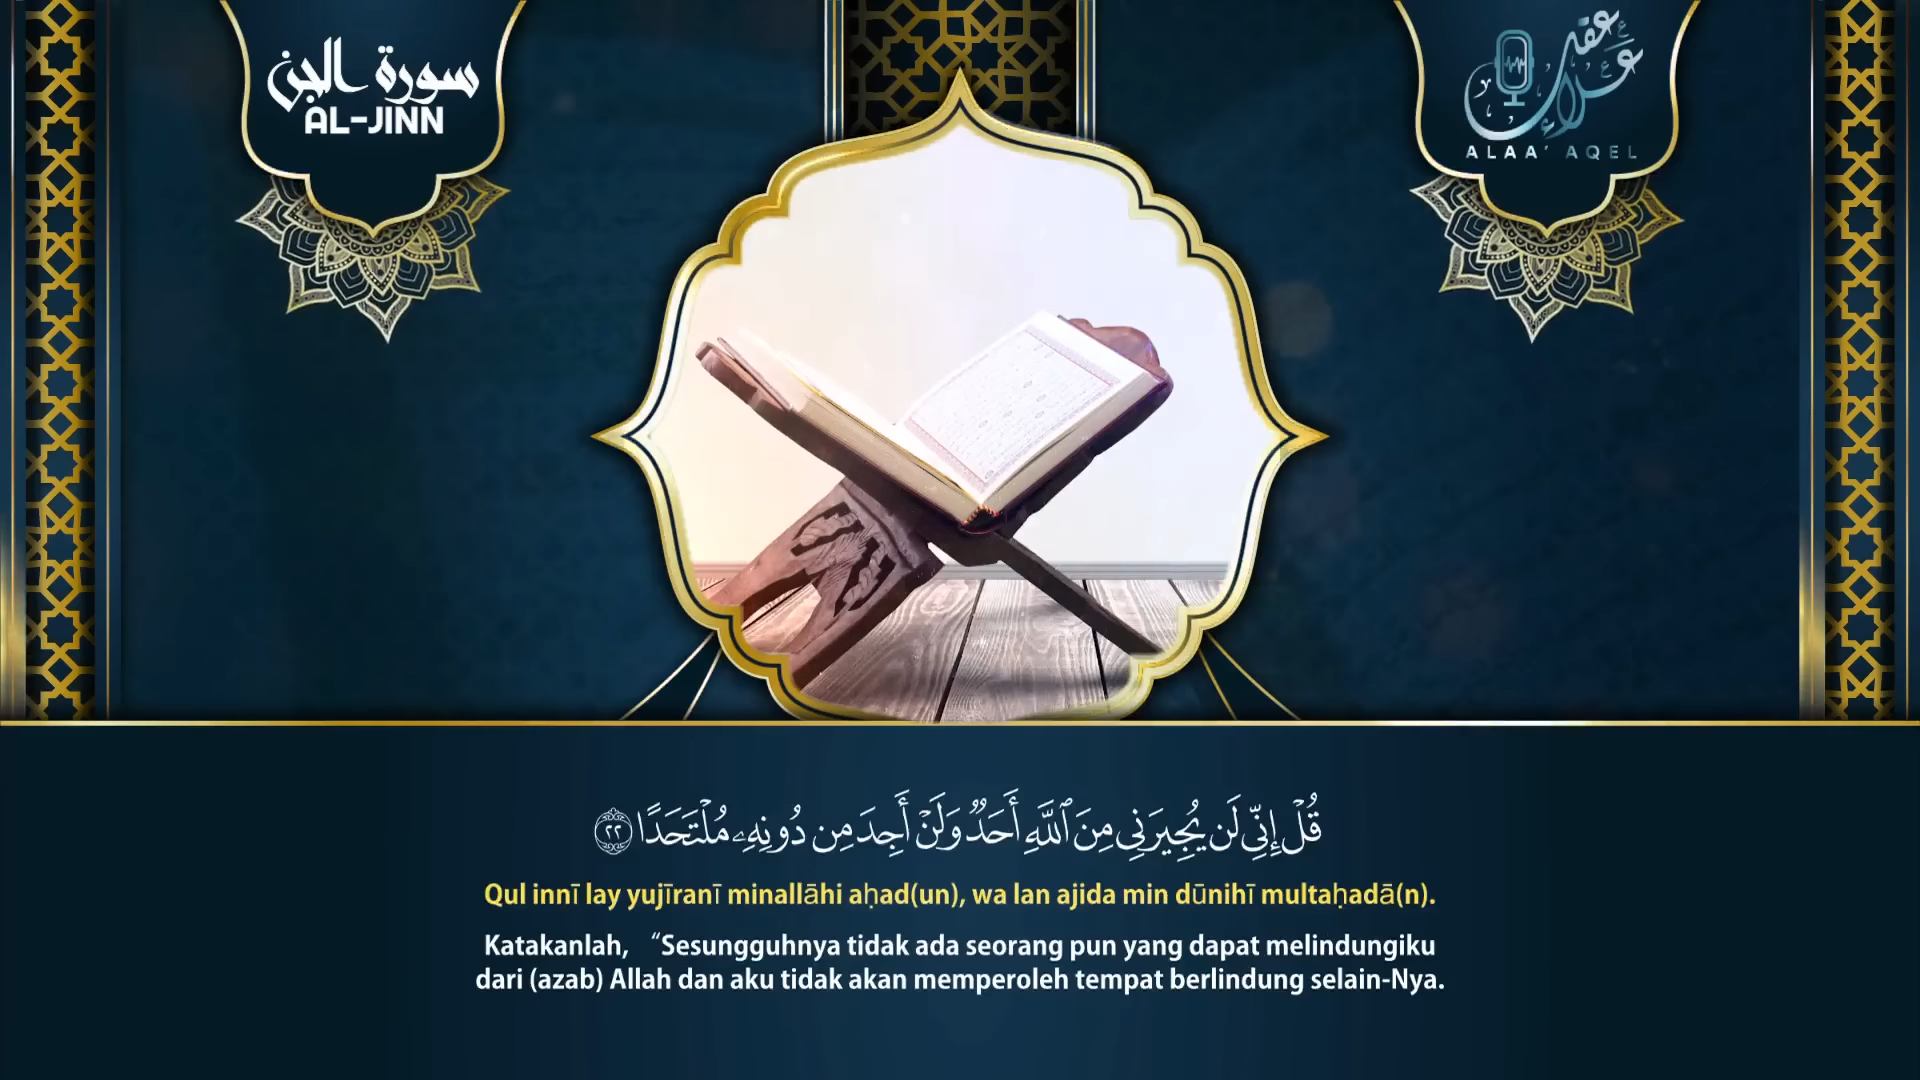 سورة الجن
AL-JINN
علاء عقل
ALAA' AQEL
قُلْ إِنِّي لَن يُجِيرَنِي مِنَ ٱللَّهِ أَحَدٌ وَلَنْ أَجِدَ مِن دُونِهِۦ مُلْتَحَدًا ٢٢
Qul innī lay yujīranī minallāhi aḥad(un), wa lan ajida min dūnihī multaḥadā(n).
Katakanlah, “Sesungguhnya tidak ada seorang pun yang dapat melindungiku
dari (azab) Allah dan aku tidak akan memperoleh tempat berlindung selain-Nya.